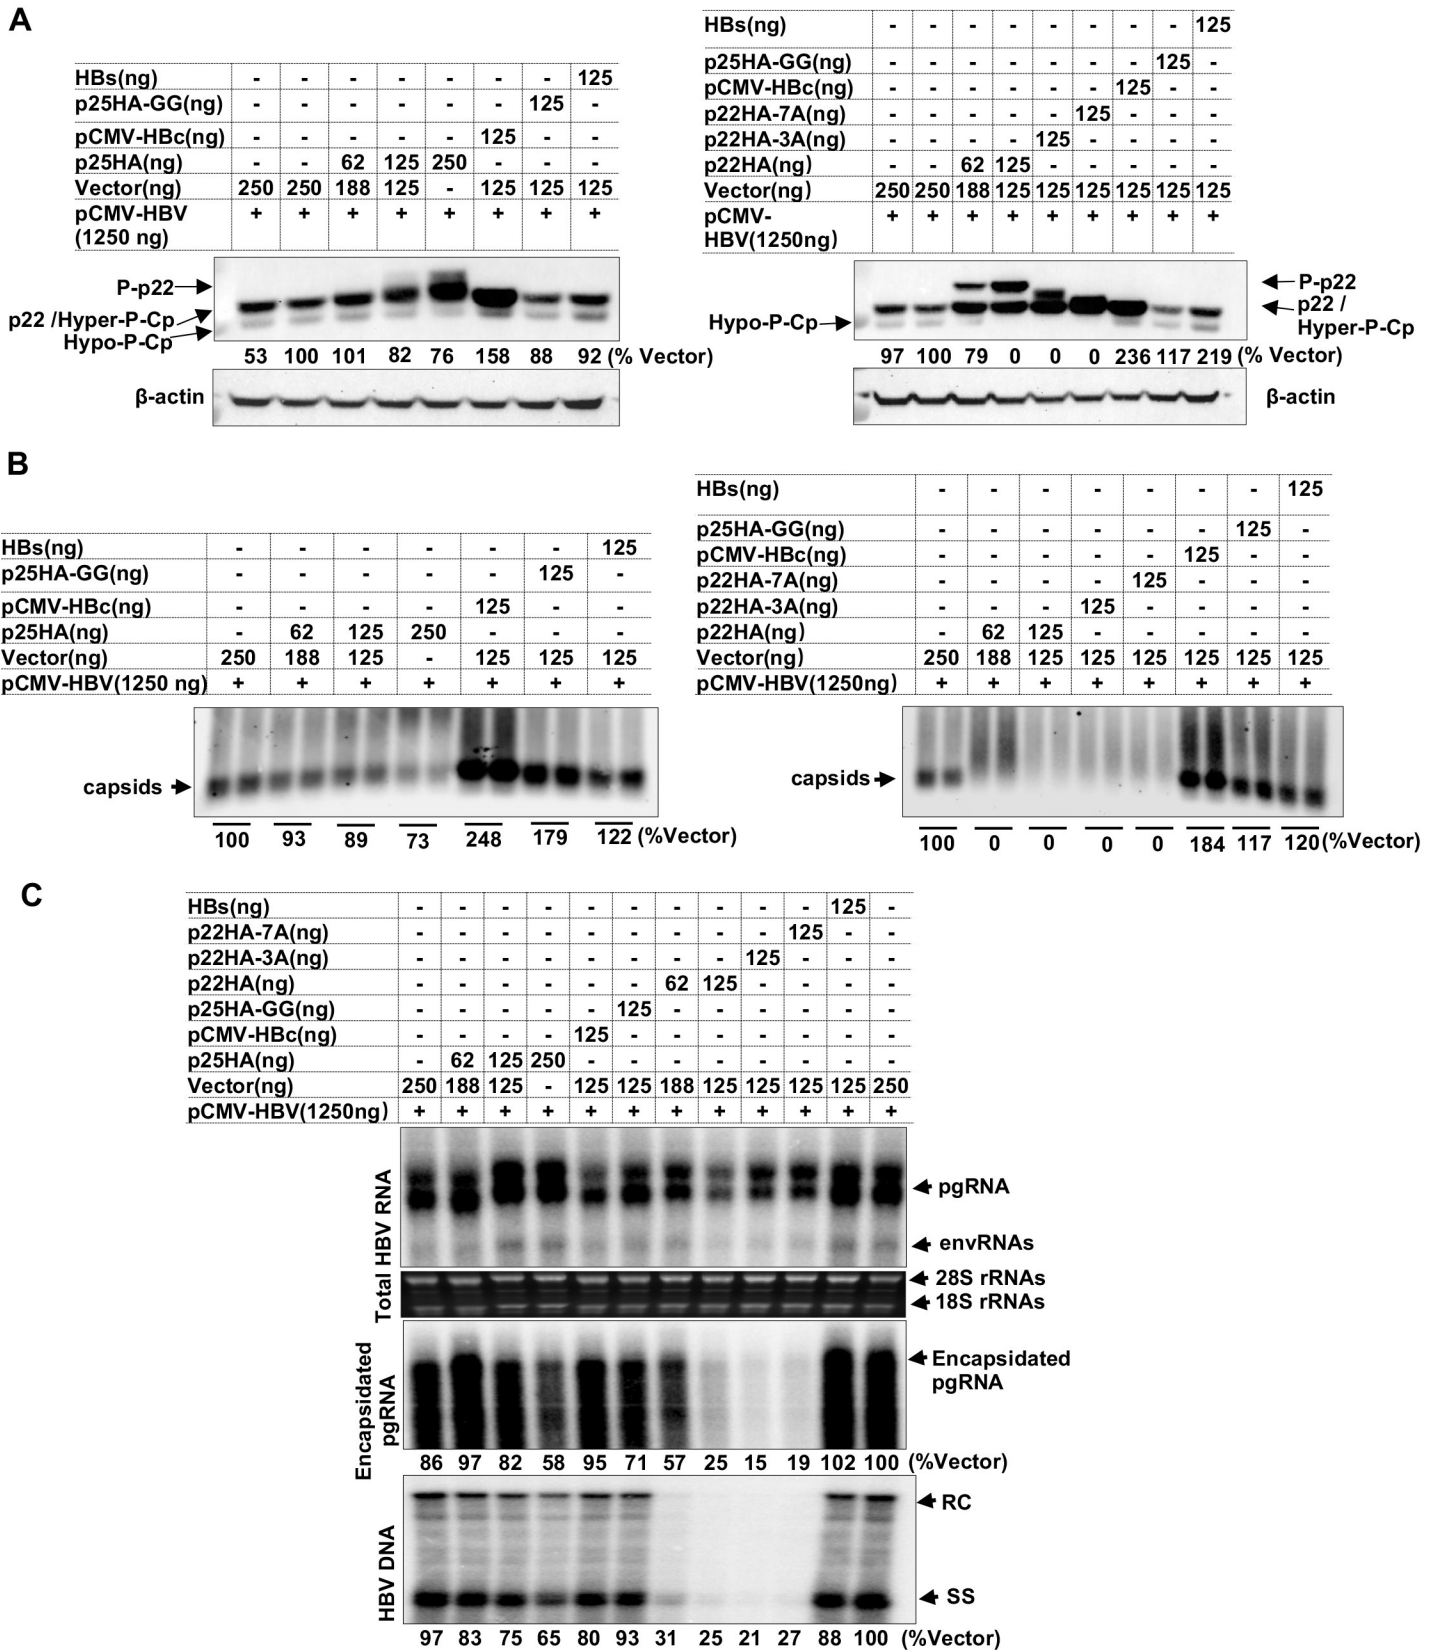 A
HBs(ng) - - - - - - - 125
p25HA-GG(ng) - - - - - - 125 -
pCMV-HBc(ng) - - - - - 125 - -
p25HA(ng) - - 62 125 250 - - -
Vector(ng) 250 250 188 125 - 125 125 125
pCMV-HBV + + + + + + + +
(1250 ng)
P-p22
p22 /Hyper-P-Cp
Hypo-P-Cp
53 100 101 82 76 158 88 92 (% Vector)
β-actin
HBs(ng) - - - - - - - - 125
p25HA-GG(ng) - - - - - - - 125 -
pCMV-HBc(ng) - - - - - - 125 - -
p22HA-7A(ng) - - - - - 125 - - -
p22HA-3A(ng) - - - - 125 - - - -
p22HA(ng) - - 62 125 - - - - -
Vector(ng) 250 250 188 125 125 125 125 125 125
pCMV- + + + + + + + + +
HBV(1250ng)
P-p22
p22 /
Hyper-P-Cp
Hypo-P-Cp
97 100 79 0 0 0 236 117 219 (% Vector)
β-actin
B
HBs(ng) - - - - - - 125
p25HA-GG(ng) - - - - - 125 -
pCMV-HBc(ng) - - - - 125 - -
p25HA(ng) - 62 125 250 - - -
Vector(ng) 250 188 125 - 125 125 125
pCMV-HBV(1250 ng) + + + + + + +
capsids
100 93 89 73 248 179 122 (%Vector)
HBs(ng) - - - - - - - 125
p25HA-GG(ng) - - - - - - 125 -
pCMV-HBc(ng) - - - - - 125 - -
p22HA-7A(ng) - - - - 125 - - -
p22HA-3A(ng) - - - 125 - - - -
p22HA(ng) - 62 125 - - - - -
Vector(ng) 250 188 125 125 125 125 125 125
pCMV-HBV(1250ng) + + + + + + + +
capsids
100 0 0 0 0 184 117 120 (%Vector)
C
HBs(ng) - - - - - - - - - - 125 -
p22HA-7A(ng) - - - - - - - - - 125 - -
p22HA-3A(ng) - - - - - - - - 125 - - -
p22HA(ng) - - - - - - 62 125 - - - -
p25HA-GG(ng) - - - - - 125 - - - - - -
pCMV-HBc(ng) - - - - 125 - - - - - - -
p25HA(ng) - 62 125 250 - - - - - - - -
Vector(ng) 250 188 125 - 125 125 188 125 125 125 125 250
pCMV-HBV(1250ng) + + + + + + + + + + + +
Total HBV RNA
pgRNA
envRNAs
28S rRNAs
18S rRNAs
Encapsidated
pgRNA
Encapsidated
pgRNA
86 97 82 58 95 71 57 25 15 19 102 100 (%Vector)
HBV DNA
RC
SS
97 83 75 65 80 93 31 25 21 27 88 100 (%Vector)